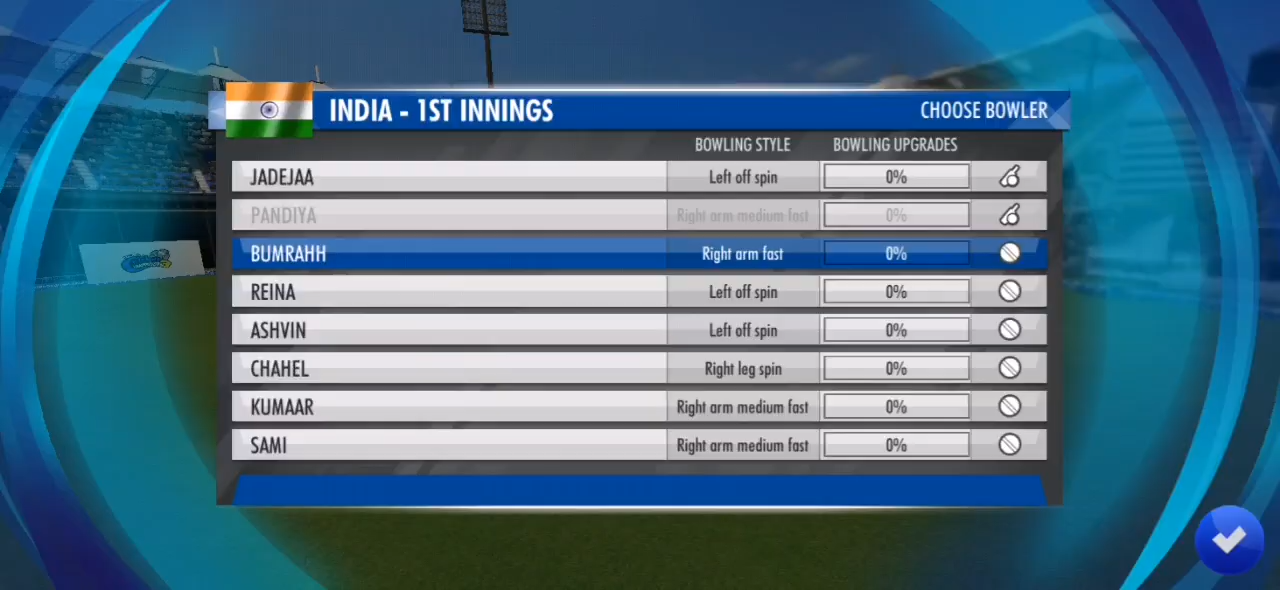 INDIA - 1ST INNINGS CHOOSE BOWLER
BOWLING STYLE BOWLING UPGRADES
JADEJAA Left off spin 0%
PANDIYA Right arm medium fast 0%
BUMRAHH Right arm fast 0%
REINA Left off spin 0%
ASHVIN Left off spin 0%
CHAHEL Right leg spin 0%
KUMAAR Right arm medium fast 0%
SAMI Right arm medium fast 0%